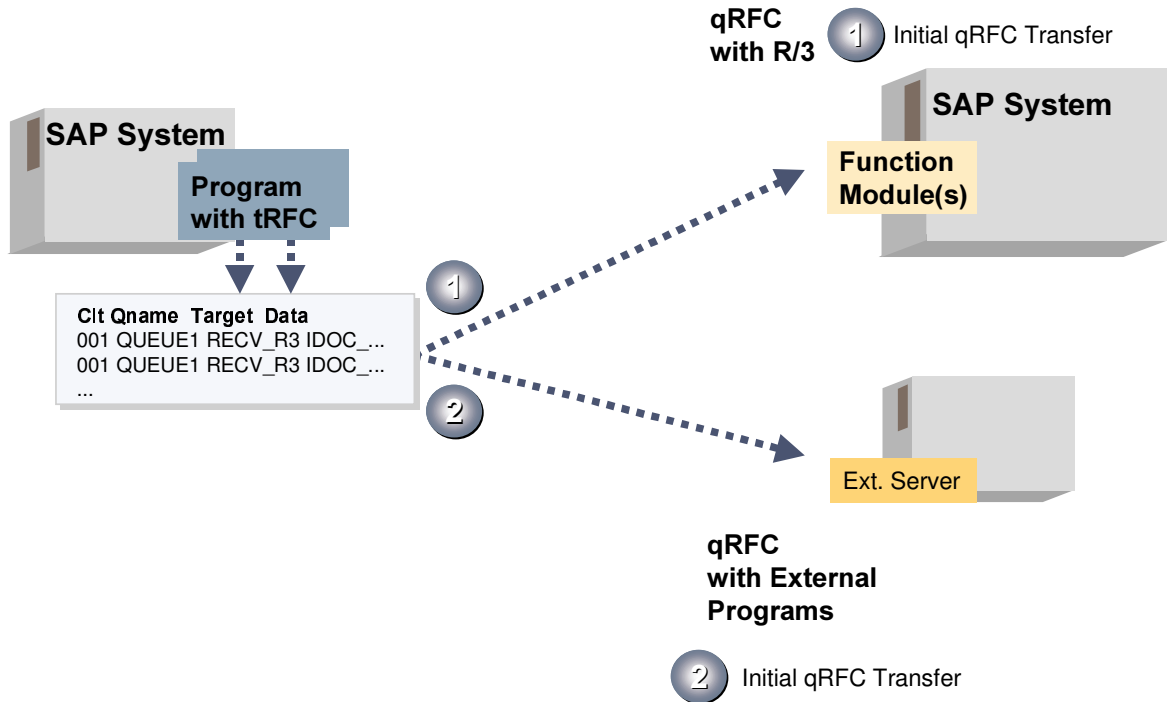 qRFC
with R/3
1
Initial qRFC Transfer
SAP System
Program
with tRFC
SAP System
Function
Module(s)
Clt Qname Target Data
001 QUEUE1 RECV_R3 IDOC_...
001 QUEUE1 RECV_R3 IDOC_...
...
1
2
Ext. Server
qRFC
with External
Programs
2
Initial qRFC Transfer